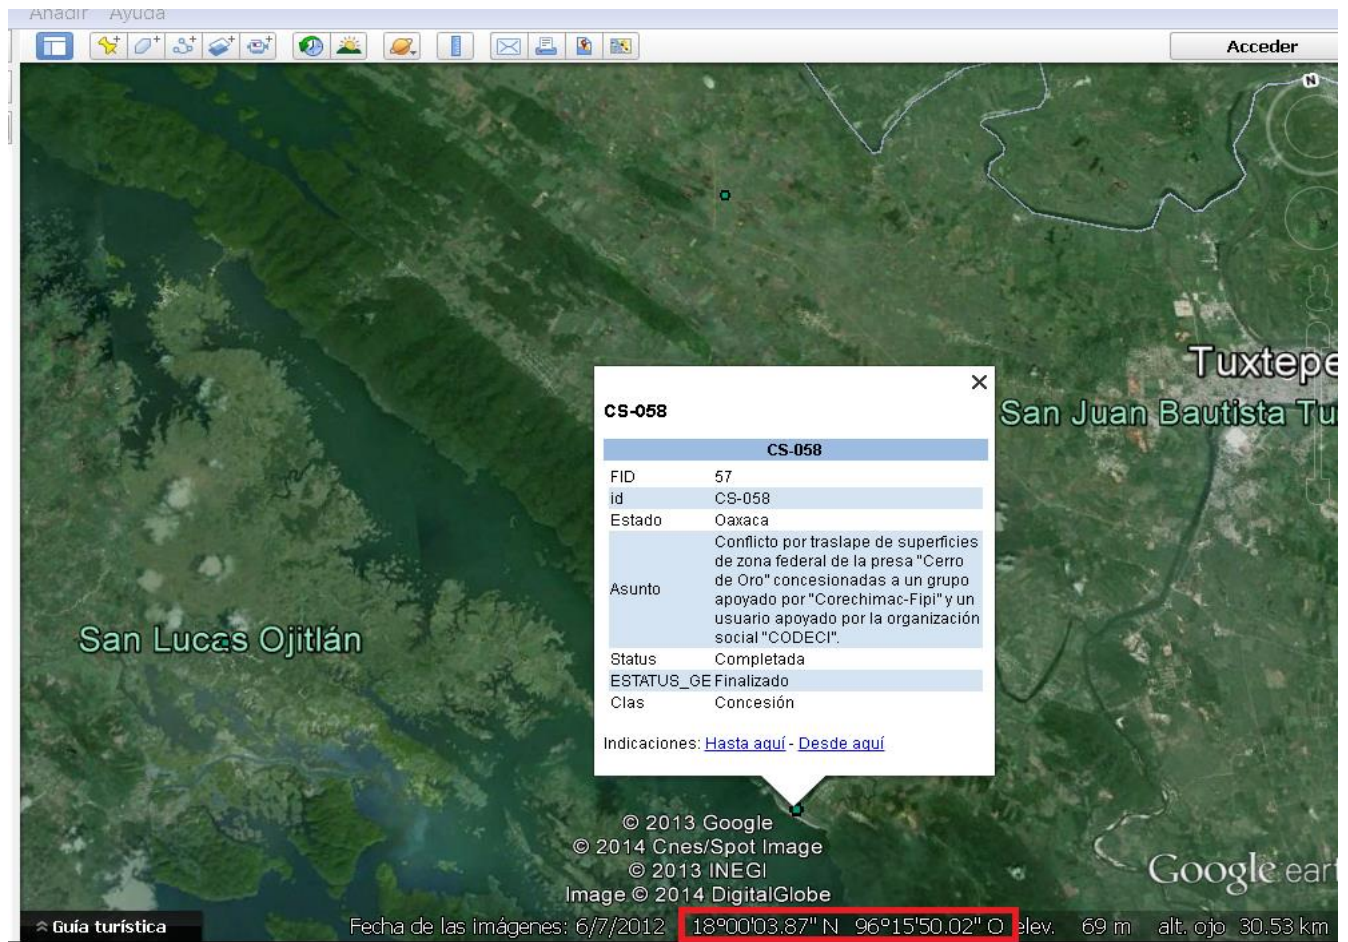 Añadir Ayuda
Acceder
N
Tuxtepe
San Juan Bautista Tu
CS-058
CS-058
FID 57
id CS-058
Estado Oaxaca
Asunto Conflicto por traslape de superficies
de zona federal de la presa "Cerro
de Oro" concesionadas a un grupo
apoyado por "Corechimac-Fipi" y un
usuario apoyado por la organización
social "CODECI".
Status Completada
ESTATUS_GE Finalizado
Clas Concesión
Indicaciones: Hasta aquí - Desde aquí
San Lucas Ojitlán
© 2013 Google
© 2014 Cnes/Spot Image
© 2013 INEGI
Image © 2014 DigitalGlobe
Google eart
Guía turística
Fecha de las imágenes: 6/7/2012 18°00'03.87" N 96°15'50.02" O elev. 69 m alt. ojo 30.53 km